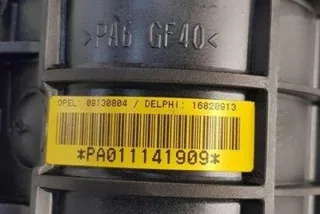 >PA6 GF40<
OPEL: 09130804 / DELPHI: 16820913
*PA011141909*